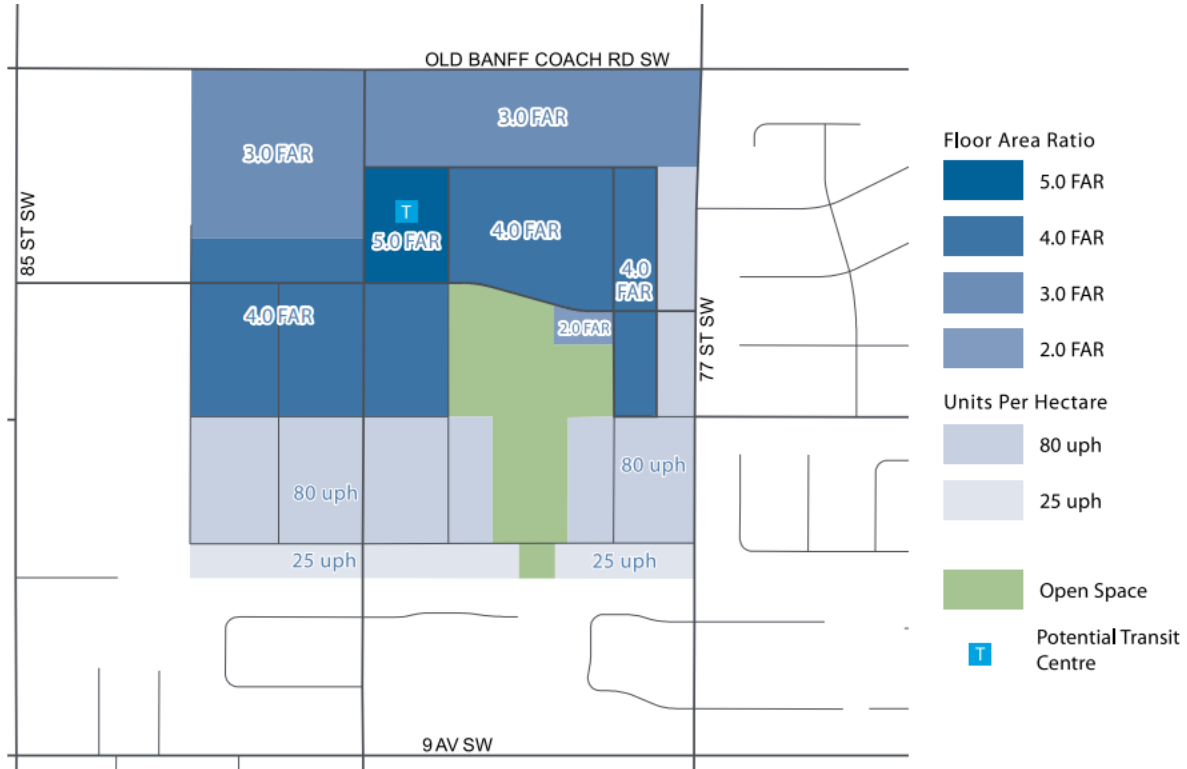 OLD BANFF COACH RD SW
3.0 FAR
3.0 FAR
85 ST SW
T
5.0 FAR
4.0 FAR
4.0
FAR
4.0 FAR
2.0 FAR
77 ST SW
80 uph
80 uph
25 uph
25 uph
9 AV SW
Floor Area Ratio
5.0 FAR
4.0 FAR
3.0 FAR
2.0 FAR
Units Per Hectare
80 uph
25 uph
Open Space
T
Potential Transit
Centre